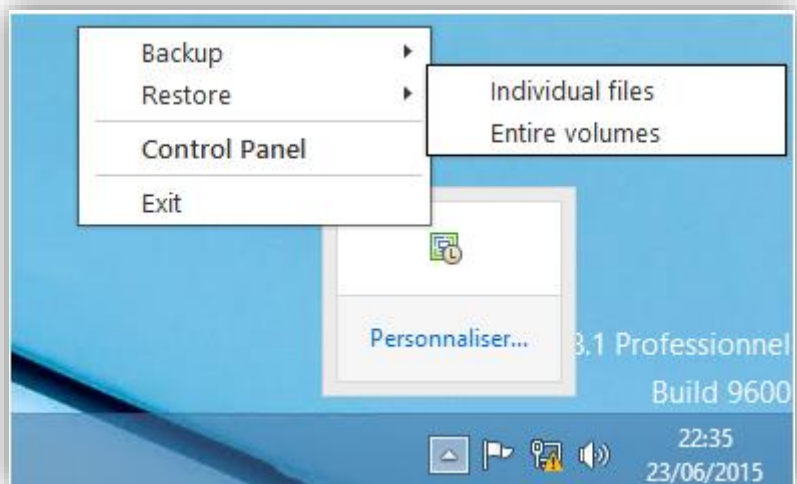 Backup
Restore
Individual files
Entire volumes
Control Panel
Exit
Personnaliser...
8.1 Professionnel
Build 9600
22:35
23/06/2015